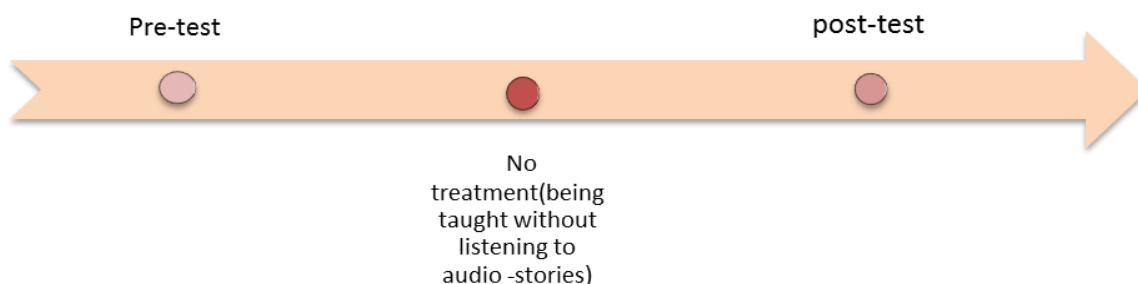 Pre-test
post-test
No
treatment(being
taught without
listening to
audio -stories)